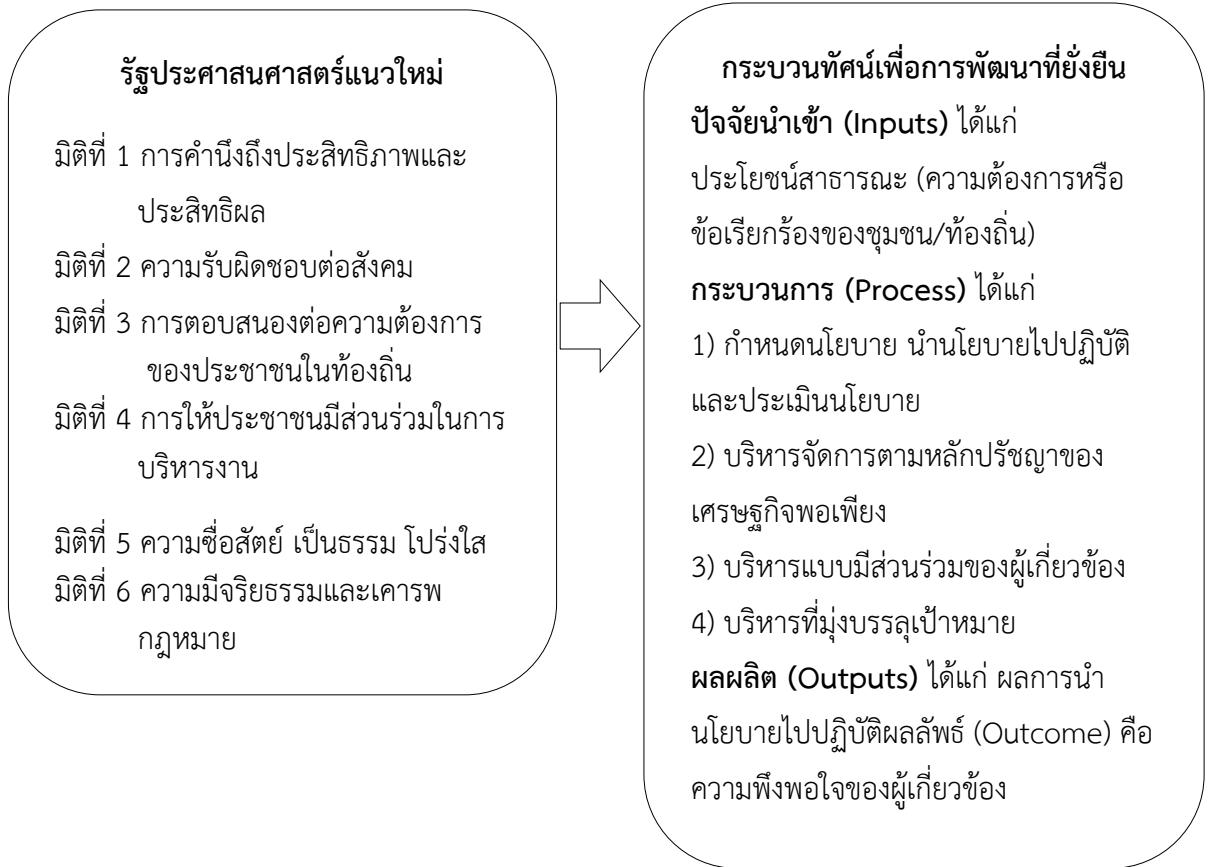 รัฐประศาสนศาสตร์แนวใหม่
มิติที่ 1 การคำนึงถึงประสิทธิภาพและ
ประสิทธิผล
มิติที่ 2 ความรับผิดชอบต่อสังคม
มิติที่ 3 การตอบสนองต่อความต้องการ
ของประชาชนในท้องถิ่น
มิติที่ 4 การให้ประชาชนมีส่วนร่วมในการ
บริหารงาน
มิติที่ 5 ความซื่อสัตย์ เป็นธรรม โปร่งใส
มิติที่ 6 ความมีจริยธรรมและเคารพ
กฎหมาย
กระบวนทัศน์เพื่อการพัฒนาที่ยั่งยืน
ปัจจัยนำเข้า (Inputs) ได้แก่
ประโยชน์สาธารณะ (ความต้องการหรือ
ข้อเรียกร้องของชุมชน/ท้องถิ่น)
กระบวนการ (Process) ได้แก่
1) กำหนดนโยบาย นำนโยบายไปปฏิบัติ
และประเมินนโยบาย
2) บริหารจัดการตามหลักปรัชญาของ
เศรษฐกิจพอเพียง
3) บริหารแบบมีส่วนร่วมของผู้เกี่ยวข้อง
4) บริหารที่มุ่งบรรลุเป้าหมาย
ผลผลิต (Outputs) ได้แก่ ผลการนำ
นโยบายไปปฏิบัติผลลัพธ์ (Outcome) คือ
ความพึงพอใจของผู้เกี่ยวข้อง